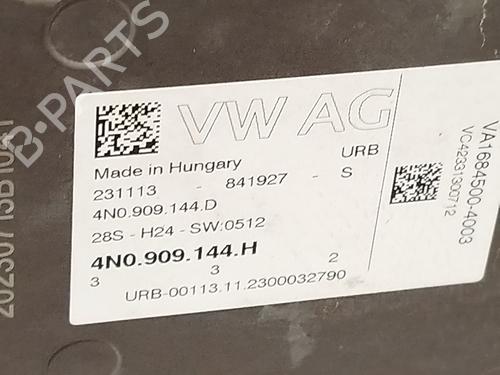 B-PARTS
VW AG
Made in Hungary
URB
231113 - 841927 - S
4N0.909.144.D
28S - H24 - SW:0512
4N0.909.144.H
3 3 2
URB-00113.11.2300032790
VA1684500-4003
VC42331300712